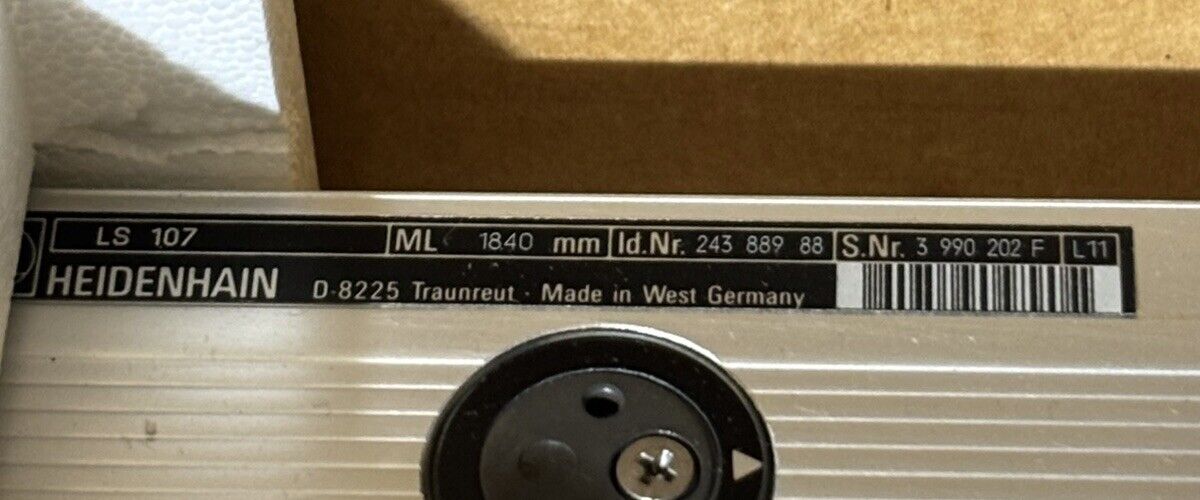 LS 107 ML 1840 mm Id.Nr. 243 889 88 S.Nr. 3 990 202 F L11
HEIDENHAIN D-8225 Traunreut · Made in West Germany